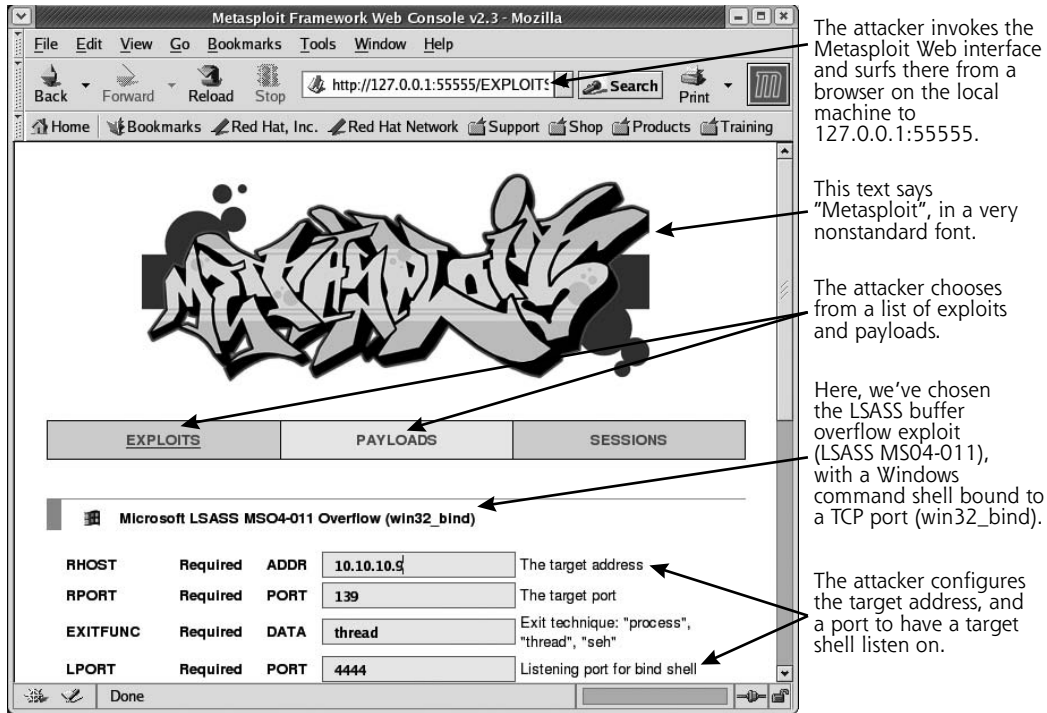 Metasploit Framework Web Console v2.3 - Mozilla
File Edit View Go Bookmarks Tools Window Help
Back Forward Reload Stop http://127.0.0.1:55555/EXPLOITS Search Print
Home Bookmarks Red Hat, Inc. Red Hat Network Support Shop Products Training
METASPLOIT
EXPLOITS PAYLOADS SESSIONS
Microsoft LSASS MSO4-011 Overflow (win32_bind)
RHOST Required ADDR 10.10.10.9 The target address
RPORT Required PORT 139 The target port
EXITFUNC Required DATA thread Exit technique: "process",
"thread", "seh"
LPORT Required PORT 4444 Listening port for bind shell
Done
The attacker invokes the
Metasploit Web interface
and surfs there from a
browser on the local
machine to
127.0.0.1:55555.
This text says
"Metasploit", in a very
nonstandard font.
The attacker chooses
from a list of exploits
and payloads.
Here, we've chosen
the LSASS buffer
overflow exploit
(LSASS MS04-011),
with a Windows
command shell bound to
a TCP port (win32_bind).
The attacker configures
the target address, and
a port to have a target
shell listen on.